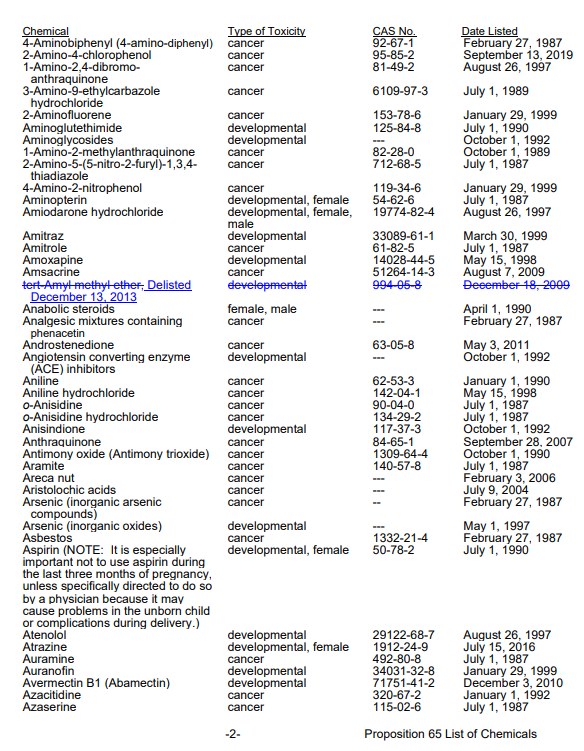 Chemical Type of Toxicity CAS No. Date Listed
4-Aminobiphenyl (4-amino-diphenyl) cancer 92-67-1 February 27, 1987
2-Amino-4-chlorophenol cancer 95-85-2 September 13, 2019
1-Amino-2,4-dibromo- cancer 81-49-2 August 26, 1997
anthraquinone
3-Amino-9-ethylcarbazole cancer 6109-97-3 July 1, 1989
hydrochloride
2-Aminofluorene cancer 153-78-6 January 29, 1999
Aminoglutethimide developmental 125-84-8 July 1, 1990
Aminoglycosides developmental --- October 1, 1992
1-Amino-2-methylanthraquinone cancer 82-28-0 October 1, 1989
2-Amino-5-(5-nitro-2-furyl)-1,3,4- cancer 712-68-5 July 1, 1987
thiadiazole
4-Amino-2-nitrophenol cancer 119-34-6 January 29, 1999
Aminopterin developmental, female 54-62-6 July 1, 1987
Amiodarone hydrochloride developmental, female, 19774-82-4 August 26, 1997
male
Amitraz developmental 33089-61-1 March 30, 1999
Amitrole cancer 61-82-5 July 1, 1987
Amoxapine developmental 14028-44-5 May 15, 1998
Amsacrine cancer 51264-14-3 August 7, 2009
tert-Amyl methyl ether, Delisted developmental 994-05-8 December 18, 2009
December 13, 2013
Anabolic steroids female, male --- April 1, 1990
Analgesic mixtures containing cancer --- February 27, 1987
phenacetin
Androstenedione cancer 63-05-8 May 3, 2011
Angiotensin converting enzyme developmental --- October 1, 1992
(ACE) inhibitors
Aniline cancer 62-53-3 January 1, 1990
Aniline hydrochloride cancer 142-04-1 May 15, 1998
o-Anisidine cancer 90-04-0 July 1, 1987
o-Anisidine hydrochloride cancer 134-29-2 July 1, 1987
Anisindione developmental 117-37-3 October 1, 1992
Anthraquinone cancer 84-65-1 September 28, 2007
Antimony oxide (Antimony trioxide) cancer 1309-64-4 October 1, 1990
Aramite cancer 140-57-8 July 1, 1987
Areca nut cancer --- February 3, 2006
Aristolochic acids cancer --- July 9, 2004
Arsenic (inorganic arsenic cancer -- February 27, 1987
compounds)
Arsenic (inorganic oxides) developmental --- May 1, 1997
Asbestos cancer 1332-21-4 February 27, 1987
Aspirin (NOTE: It is especially developmental, female 50-78-2 July 1, 1990
important not to use aspirin during
the last three months of pregnancy,
unless specifically directed to do so
by a physician because it may
cause problems in the unborn child
or complications during delivery.)
Atenolol developmental 29122-68-7 August 26, 1997
Atrazine developmental, female 1912-24-9 July 15, 2016
Auramine cancer 492-80-8 July 1, 1987
Auranofin developmental 34031-32-8 January 29, 1999
Avermectin B1 (Abamectin) developmental 71751-41-2 December 3, 2010
Azacitidine cancer 320-67-2 January 1, 1992
Azaserine cancer 115-02-6 July 1, 1987
-2- Proposition 65 List of Chemicals